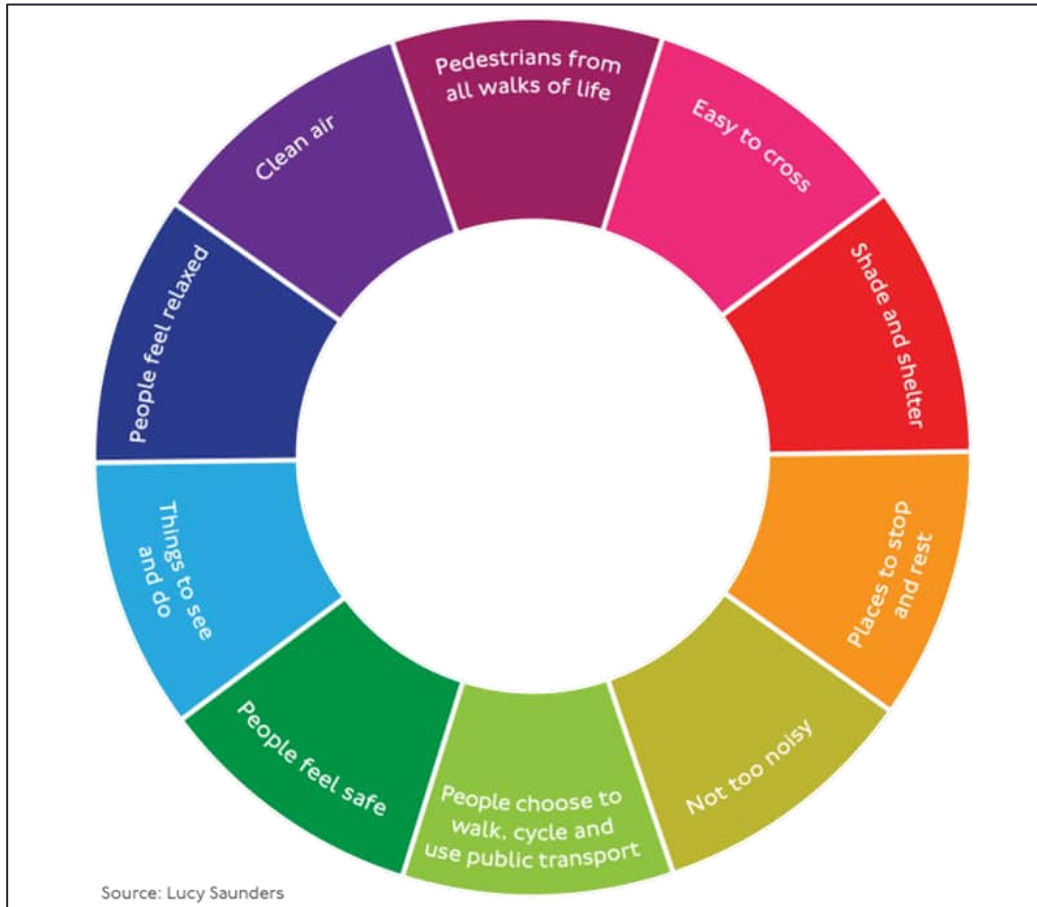 Pedestrians from
all walks of life
Easy to cross
Shade and shelter
Places to stop
and rest
Not too noisy
People choose to
walk, cycle and
use public transport
People feel safe
Things to see
and do
People feel relaxed
Clean air
Source: Lucy Saunders